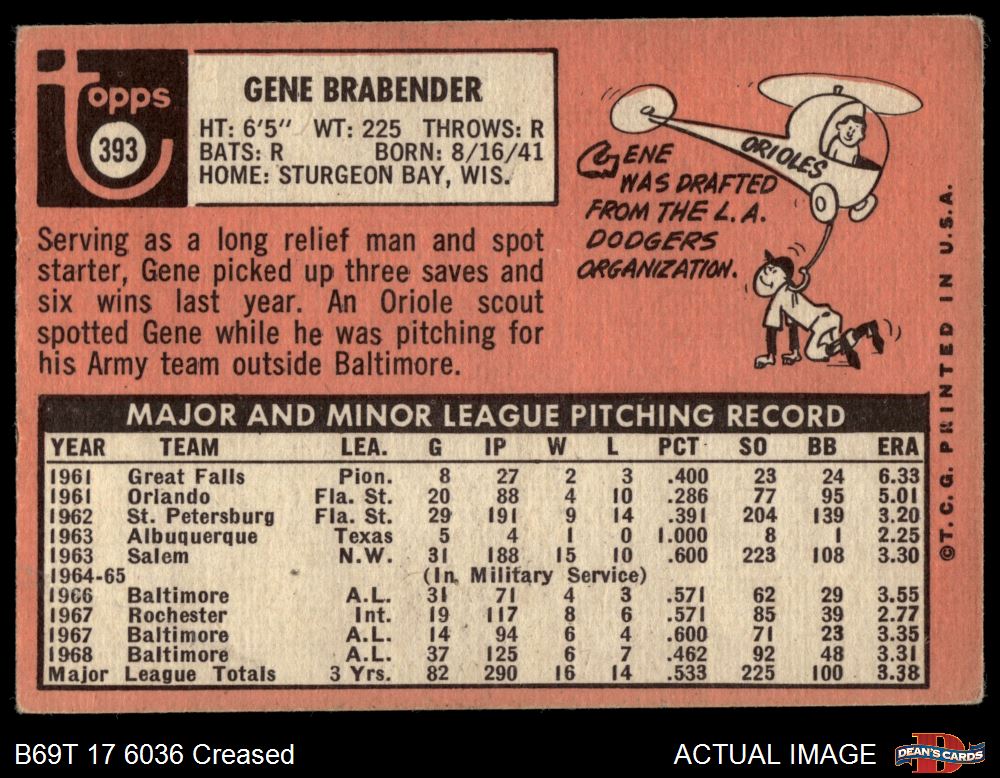 Topps
393
GENE BRABENDER
HT: 6'5" WT: 225 THROWS: R
BATS: R BORN: 8/16/41
HOME: STURGEON BAY, WIS.
Serving as a long relief man and spot
starter, Gene picked up three saves and
six wins last year. An Oriole scout
spotted Gene while he was pitching for
his Army team outside Baltimore.
ORIOLES
GENE
WAS DRAFTED
FROM THE L.A.
DODGERS
ORGANIZATION.
©T.C.G. PRINTED IN U.S.A.
MAJOR AND MINOR LEAGUE PITCHING RECORD
YEAR TEAM LEA. G IP W L PCT. SO BB ERA
1961 Great Falls Pion. 8 27 2 3 .400 23 24 6.33
1961 Orlando Fla. St. 20 88 4 10 .286 77 95 5.01
1962 St. Petersburg Fla. St. 29 191 9 14 .391 204 139 3.20
1963 Albuquerque Texas 5 4 1 0 1.000 8 1 2.25
1963 Salem N.W. 31 188 15 10 .600 223 108 3.30
1964-65 (In Military Service)
1966 Baltimore A.L. 31 71 4 3 .571 62 29 3.55
1967 Rochester Int. 19 117 8 6 .571 85 39 2.77
1967 Baltimore A.L. 14 94 6 4 .600 71 23 3.35
1968 Baltimore A.L. 37 125 6 7 .462 92 48 3.31
Major League Totals 3 Yrs. 82 290 16 14 .533 225 100 3.38
B69T 17 6036 Creased
ACTUAL IMAGE
D
DEAN'S CARDS